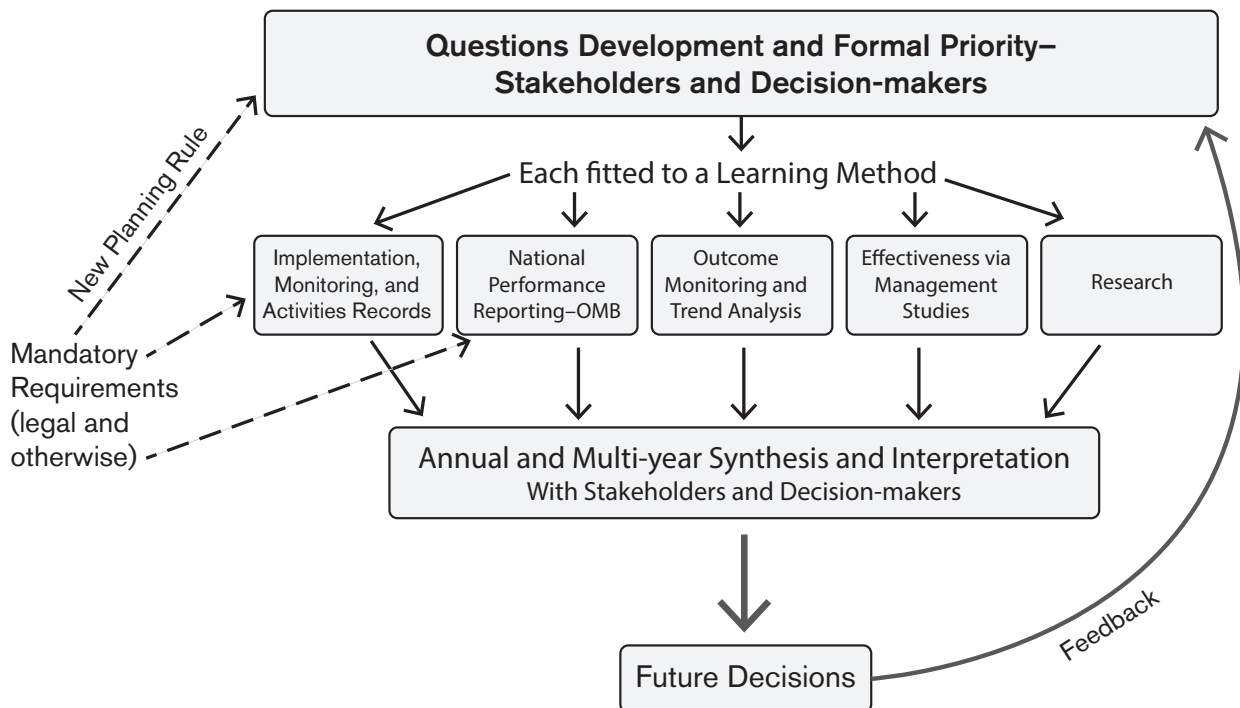 Questions Development and Formal Priority–
Stakeholders and Decision-makers
New Planning Rule
Each fitted to a Learning Method
Implementation,
Monitoring, and
Activities Records
National
Performance
Reporting–OMB
Outcome
Monitoring and
Trend Analysis
Effectiveness via
Management
Studies
Research
Mandatory
Requirements
(legal and
otherwise)
Annual and Multi-year Synthesis and Interpretation
With Stakeholders and Decision-makers
Feedback
Future Decisions